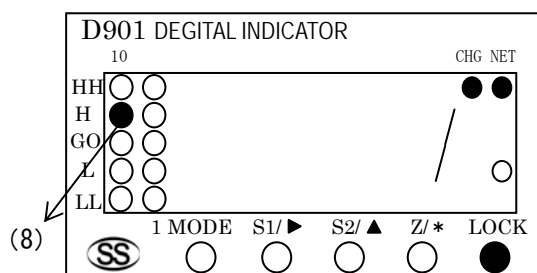 D901 DEGITAL INDICATOR
10 CHG NET
HH
H
GO
L
LL
(8)
1 MODE S1/▶ S2/▲ Z/* LOCK
SS